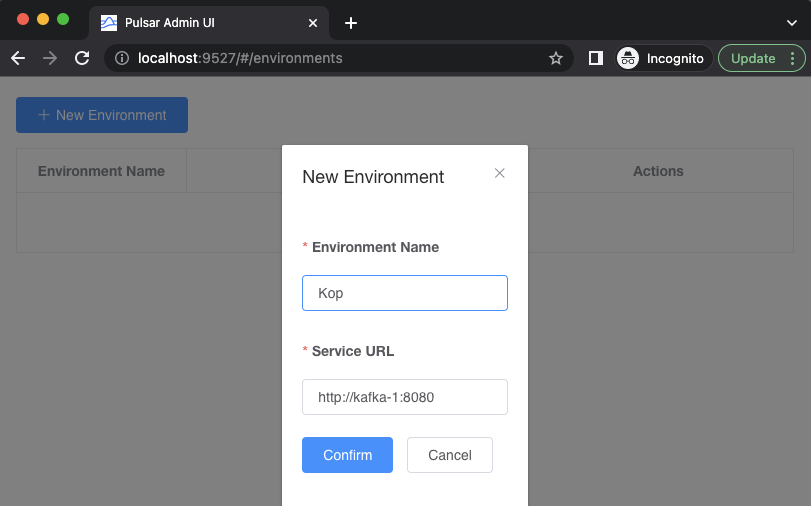 Pulsar Admin UI
localhost:9527/#/environments
Incognito
Update
+ New Environment
Environment Name
Actions
New Environment
* Environment Name
Kop
* Service URL
http://kafka-1:8080
Confirm
Cancel